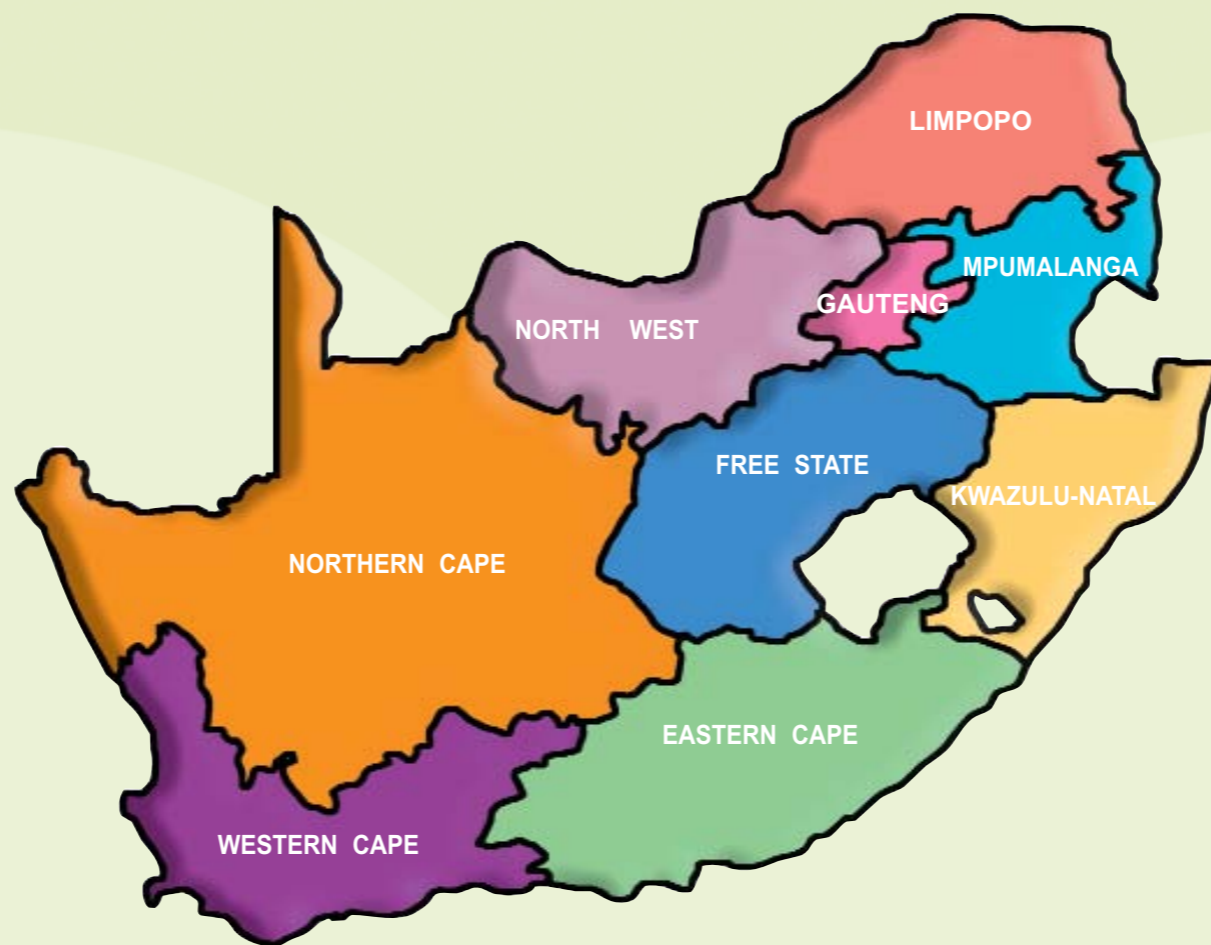 LIMPOPO
MPUMALANGA
GAUTENG
NORTH WEST
FREE STATE
KWAZULU-NATAL
NORTHERN CAPE
EASTERN CAPE
WESTERN CAPE